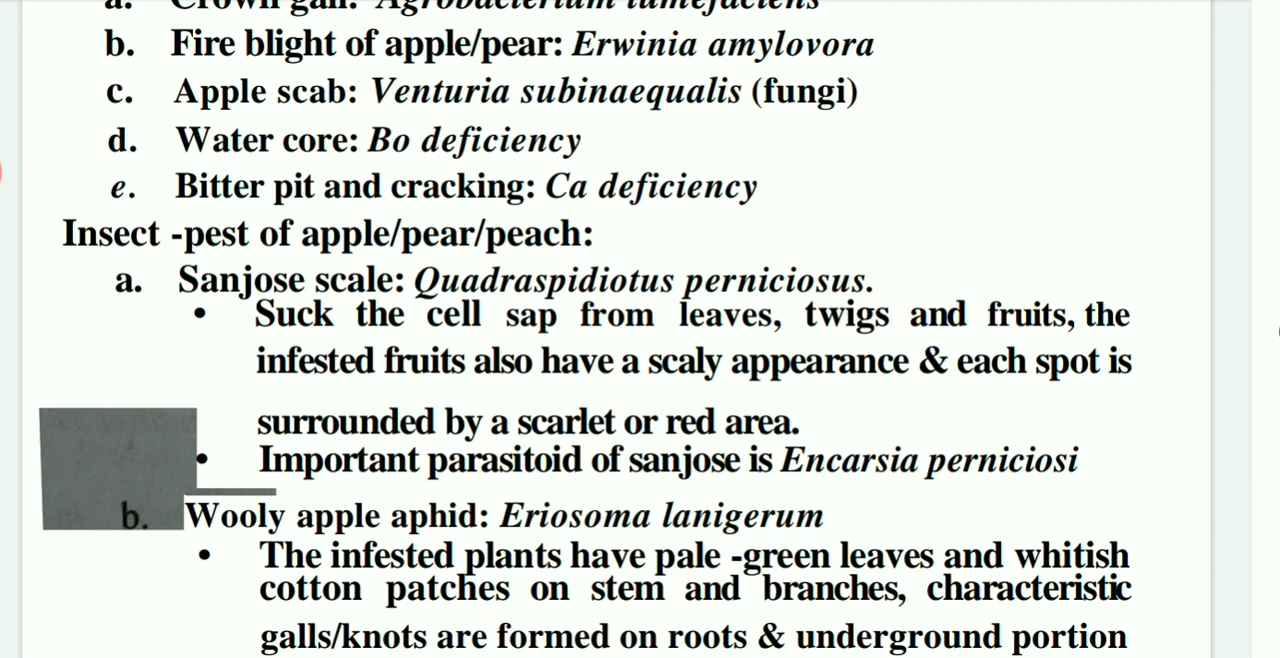 a. Crown gall: Agrobacterium tumefaciens
b. Fire blight of apple/pear: Erwinia amylovora
c. Apple scab: Venturia subinaequalis (fungi)
d. Water core: Bo deficiency
e. Bitter pit and cracking: Ca deficiency
Insect -pest of apple/pear/peach:
a. Sanjose scale: Quadraspidiotus perniciosus.
• Suck the cell sap from leaves, twigs and fruits, the
infested fruits also have a scaly appearance & each spot is
surrounded by a scarlet or red area.
• Important parasitoid of sanjose is Encarsia perniciosi
b. Wooly apple aphid: Eriosoma lanigerum
• The infested plants have pale -green leaves and whitish
cotton patches on stem and branches, characteristic
galls/knots are formed on roots & underground portion